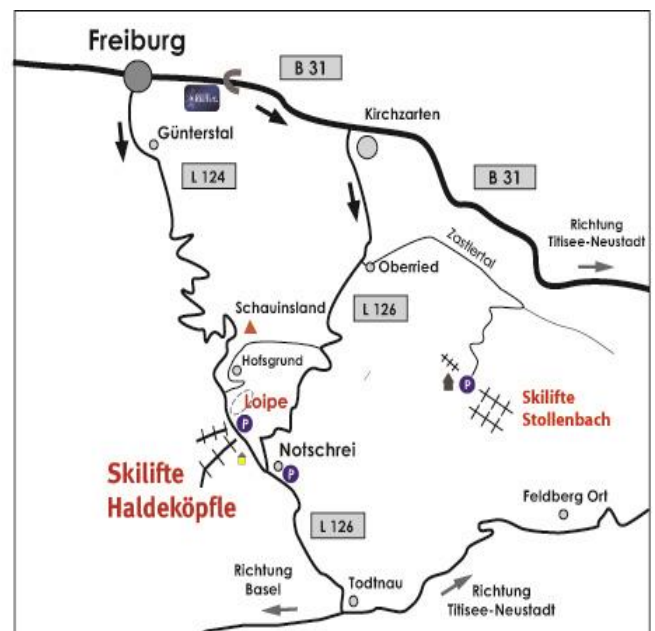 Freiburg
B 31
Kirchzarten
Günterstal
L 124
B 31
Richtung
Titisee-Neustadt
Zastlertal
Oberried
L 126
Schauinsland
Hofsgrund
Loipe
P
P
Skilifte
Stollenbach
Notschrei
P
Skilifte
Haldeköpfle
Feldberg Ort
L 126
Richtung
Basel
Todtnau
Richtung
Titisee-Neustadt